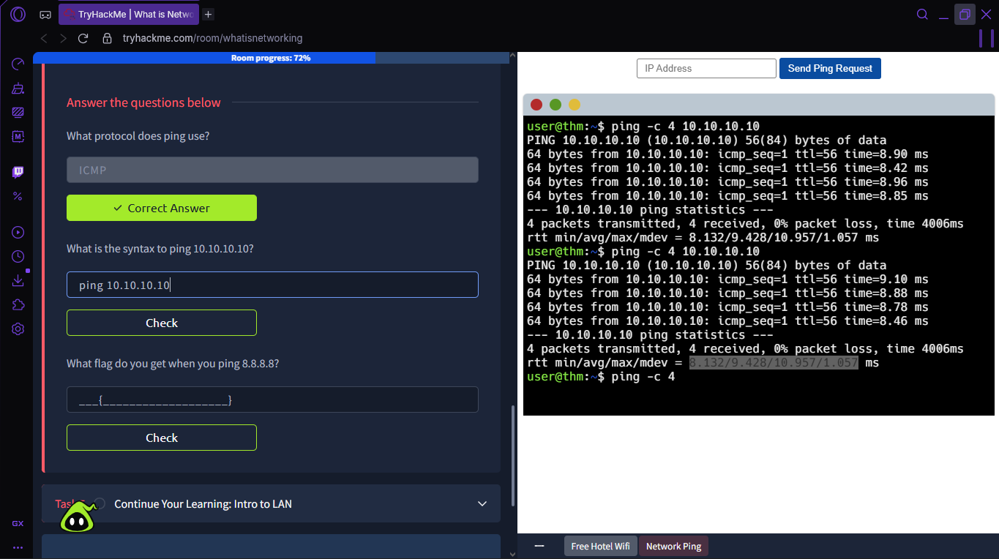 TryHackMe | What is Netwo
tryhackme.com/room/whatisnetworking
Room progress: 72%
Answer the questions below
What protocol does ping use?
ICMP
✓ Correct Answer
What is the syntax to ping 10.10.10.10?
ping 10.10.10.10
Check
What flag do you get when you ping 8.8.8.8?
___{___________________}
Check
Continue Your Learning: Intro to LAN
M
GX
IP Address
Send Ping Request
user@thm:~$ ping -c 4 10.10.10.10
PING 10.10.10.10 (10.10.10.10) 56(84) bytes of data
64 bytes from 10.10.10.10: icmp_seq=1 ttl=56 time=8.90 ms
64 bytes from 10.10.10.10: icmp_seq=1 ttl=56 time=8.42 ms
64 bytes from 10.10.10.10: icmp_seq=1 ttl=56 time=8.96 ms
64 bytes from 10.10.10.10: icmp_seq=1 ttl=56 time=8.85 ms
--- 10.10.10.10 ping statistics ---
4 packets transmitted, 4 received, 0% packet loss, time 4006ms
rtt min/avg/max/mdev = 8.132/9.428/10.957/1.057 ms
user@thm:~$ ping -c 4 10.10.10.10
PING 10.10.10.10 (10.10.10.10) 56(84) bytes of data
64 bytes from 10.10.10.10: icmp_seq=1 ttl=56 time=9.10 ms
64 bytes from 10.10.10.10: icmp_seq=1 ttl=56 time=8.88 ms
64 bytes from 10.10.10.10: icmp_seq=1 ttl=56 time=8.78 ms
64 bytes from 10.10.10.10: icmp_seq=1 ttl=56 time=8.46 ms
--- 10.10.10.10 ping statistics ---
4 packets transmitted, 4 received, 0% packet loss, time 4006ms
rtt min/avg/max/mdev = 8.132/9.428/10.957/1.057 ms
user@thm:~$ ping -c 4
Free Hotel Wifi
Network Ping